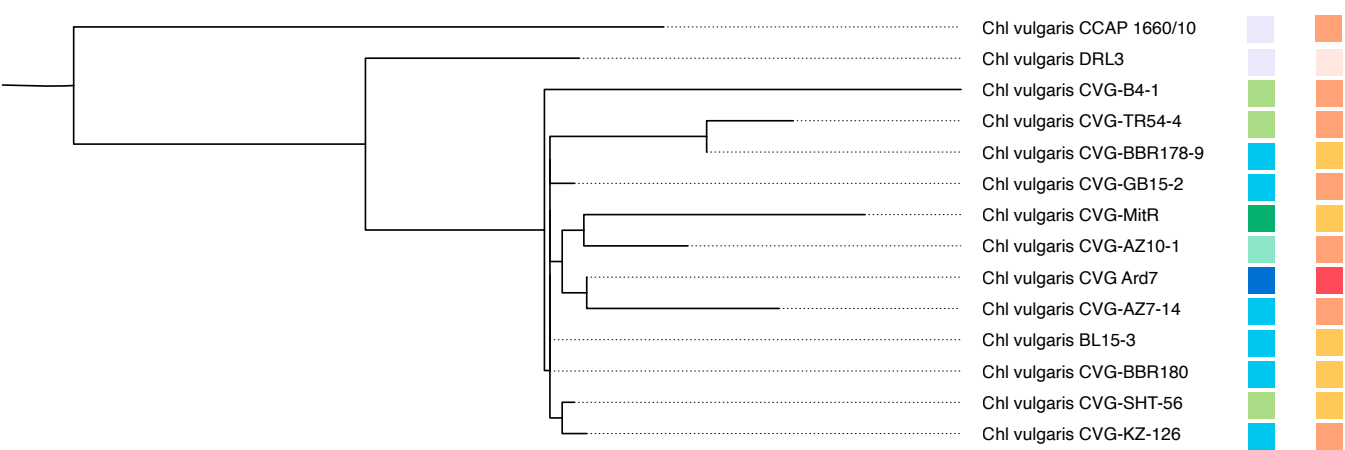 Chl vulgaris CCAP 1660/10
Chl vulgaris DRL3
Chl vulgaris CVG-B4-1
Chl vulgaris CVG-TR54-4
Chl vulgaris CVG-BBR178-9
Chl vulgaris CVG-GB15-2
Chl vulgaris CVG-MitR
Chl vulgaris CVG-AZ10-1
Chl vulgaris CVG Ard7
Chl vulgaris CVG-AZ7-14
Chl vulgaris BL15-3
Chl vulgaris CVG-BBR180
Chl vulgaris CVG-SHT-56
Chl vulgaris CVG-KZ-126